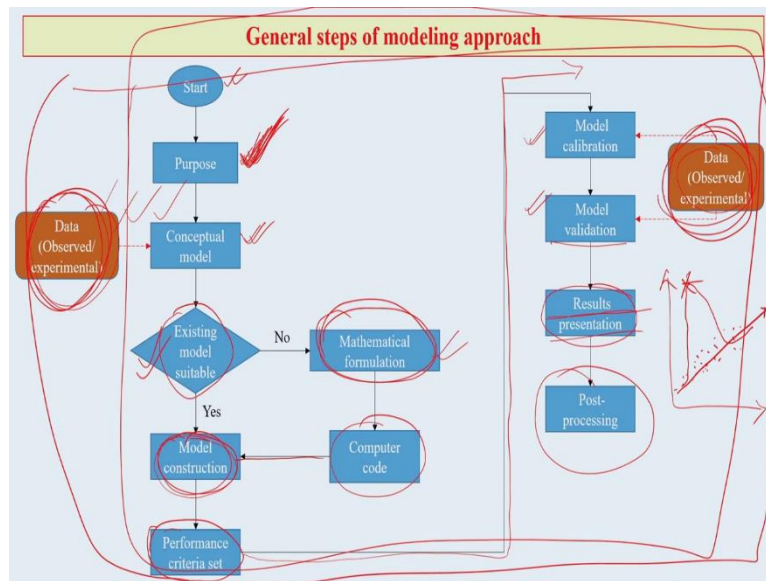 General steps of modeling approach
Start
Purpose
Data
(Observed/
experimental)
Conceptual
model
Existing
model
suitable
No
Mathematical
formulation
Yes
Model
construction
Computer
code
Performance
criteria set
Model
calibration
Data
(Observed/
experimental)
Model
validation
Results
presentation
Post-
processing